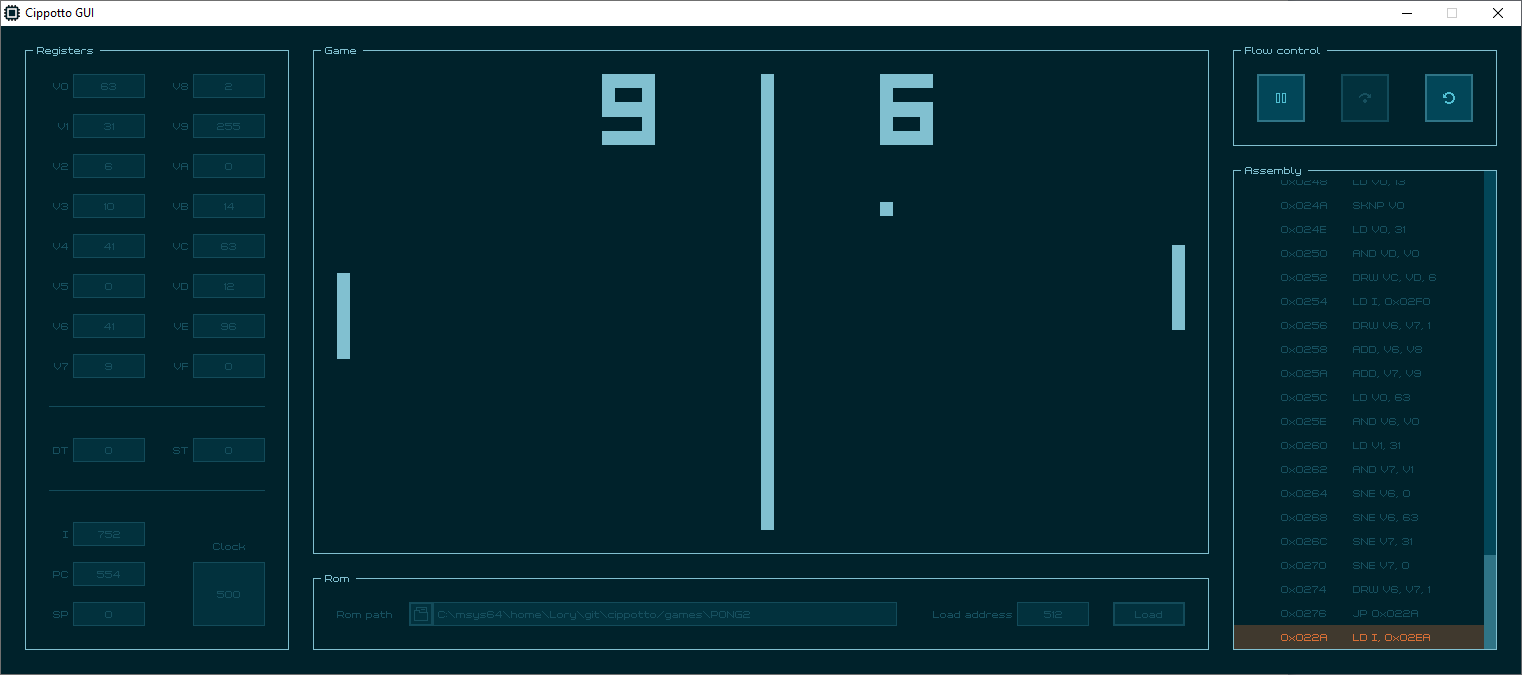 Cippotto GUI
Registers
V0 63 V8 2
V1 31 V9 255
V2 6 VA 0
V3 10 VB 14
V4 41 VC 63
V5 0 VD 12
V6 41 VE 96
V7 9 VF 0
DT 0 ST 0
I 752
Clock
PC 554
500
SP 0
Game
9 6
Rom
Rom path C:\msys64\home\Lory\git\cippotto/games\PONG2 Load address 512 Load
Flow control
Assembly
0x0248 LD V0, 13
0x024A SKNP V0
0x024E LD V0, 31
0x0250 AND VD, V0
0x0252 DRW VC, VD, 6
0x0254 LD I, 0x02F0
0x0256 DRW V6, V7, 1
0x0258 ADD, V6, V8
0x025A ADD, V7, V9
0x025C LD V0, 63
0x025E AND V6, V0
0x0260 LD V1, 31
0x0262 AND V7, V1
0x0264 SNE V6, 0
0x0268 SNE V6, 63
0x026C SNE V7, 31
0x0270 SNE V7, 0
0x0274 DRW V6, V7, 1
0x0276 JP 0x022A
0x022A LD I, 0x02EA